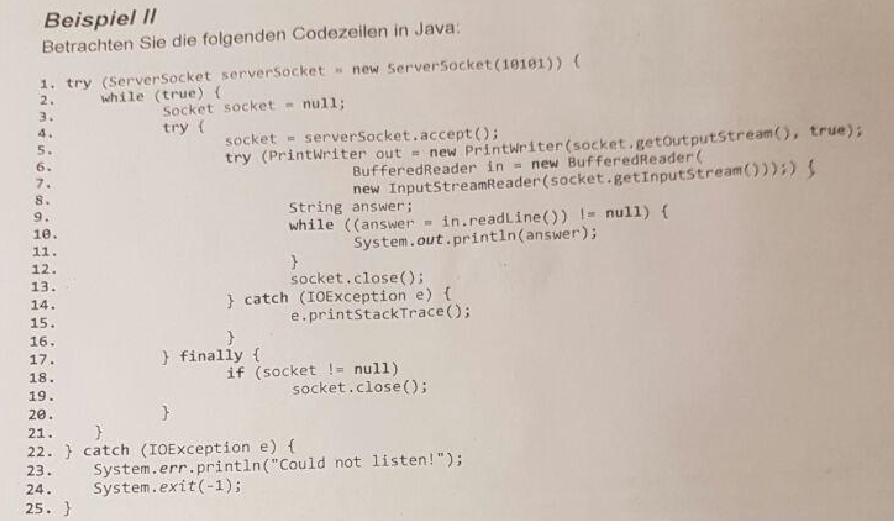 Beispiel II
Betrachten Sie die folgenden Codezeilen in Java:
1. try (ServerSocket serverSocket = new ServerSocket(10101)) {
2. while (true) {
3. Socket socket = null;
4. try {
5. socket = serverSocket.accept();
6. try (PrintWriter out = new PrintWriter(socket.getOutputStream(), true);
7. BufferedReader in = new BufferedReader(
8. new InputStreamReader(socket.getInputStream()));) {
9. String answer;
10. while ((answer = in.readLine()) != null) {
11. System.out.println(answer);
12. }
13. socket.close();
14. } catch (IOException e) {
15. e.printStackTrace();
16. }
17. } finally {
18. if (socket != null)
19. socket.close();
20. }
21. }
22. } catch (IOException e) {
23. System.err.println("Could not listen!");
24. System.exit(-1);
25. }